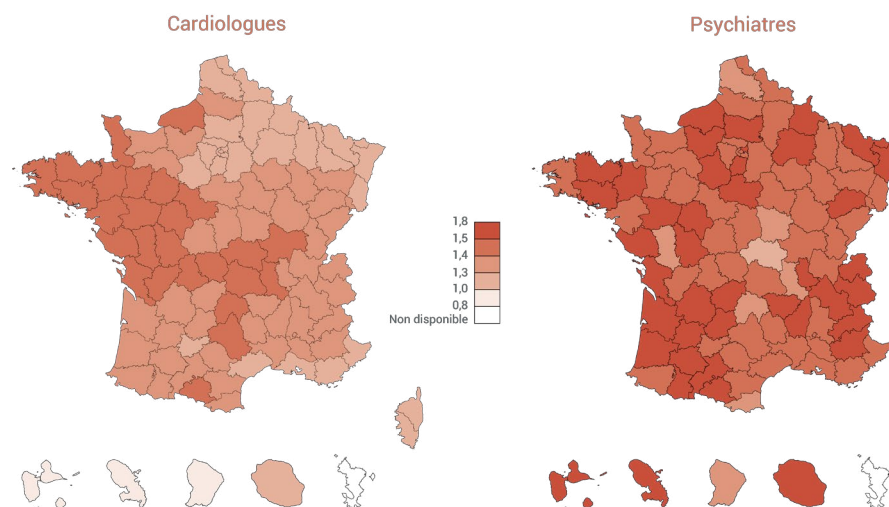 Cardiologues
Psychiatres
1,8
1,5
1,4
1,3
1,0
0,8
Non disponible